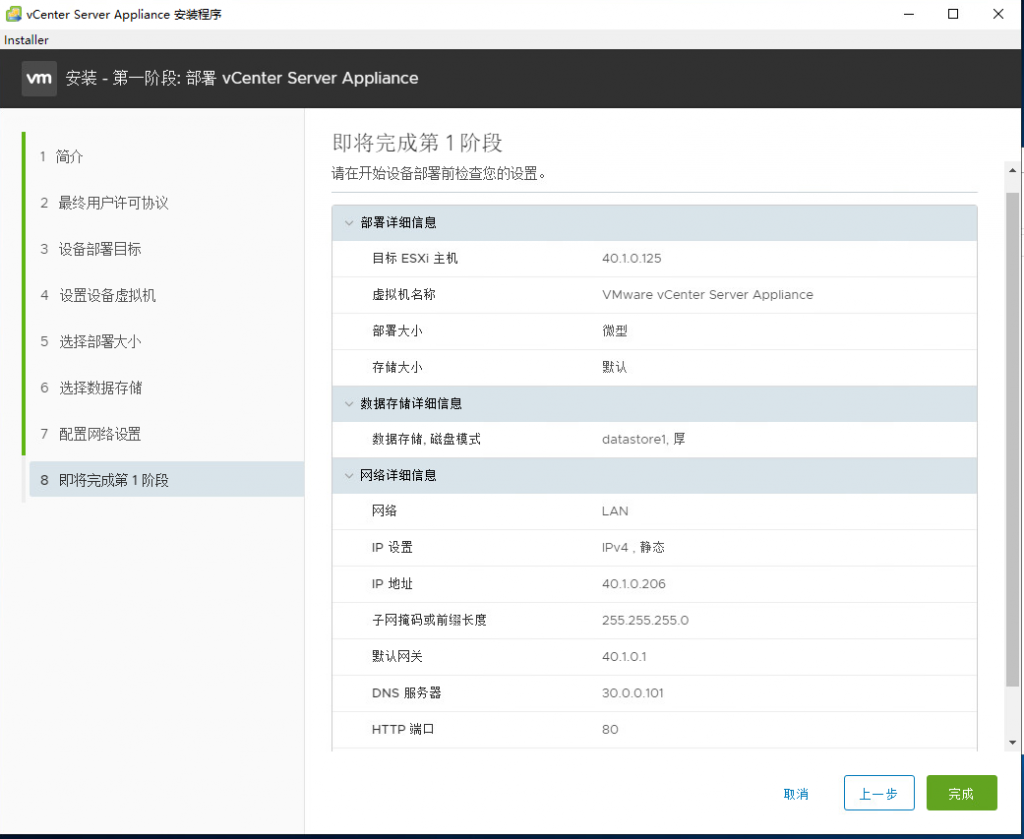 vCenter Server Appliance 安装程序
Installer
vm 安装 - 第一阶段: 部署 vCenter Server Appliance
1 简介
2 最终用户许可协议
3 设备部署目标
4 设置设备虚拟机
5 选择部署大小
6 选择数据存储
7 配置网络设置
8 即将完成第 1 阶段
即将完成第 1 阶段
请在开始设备部署前检查您的设置。
部署详细信息
目标 ESXi 主机 40.1.0.125
虚拟机名称 VMware vCenter Server Appliance
部署大小 微型
存储大小 默认
数据存储详细信息
数据存储, 磁盘模式 datastore1, 厚
网络详细信息
网络 LAN
IP 设置 IPv4 , 静态
IP 地址 40.1.0.206
子网掩码或前缀长度 255.255.255.0
默认网关 40.1.0.1
DNS 服务器 30.0.0.101
HTTP 端口 80
取消 上一步 完成